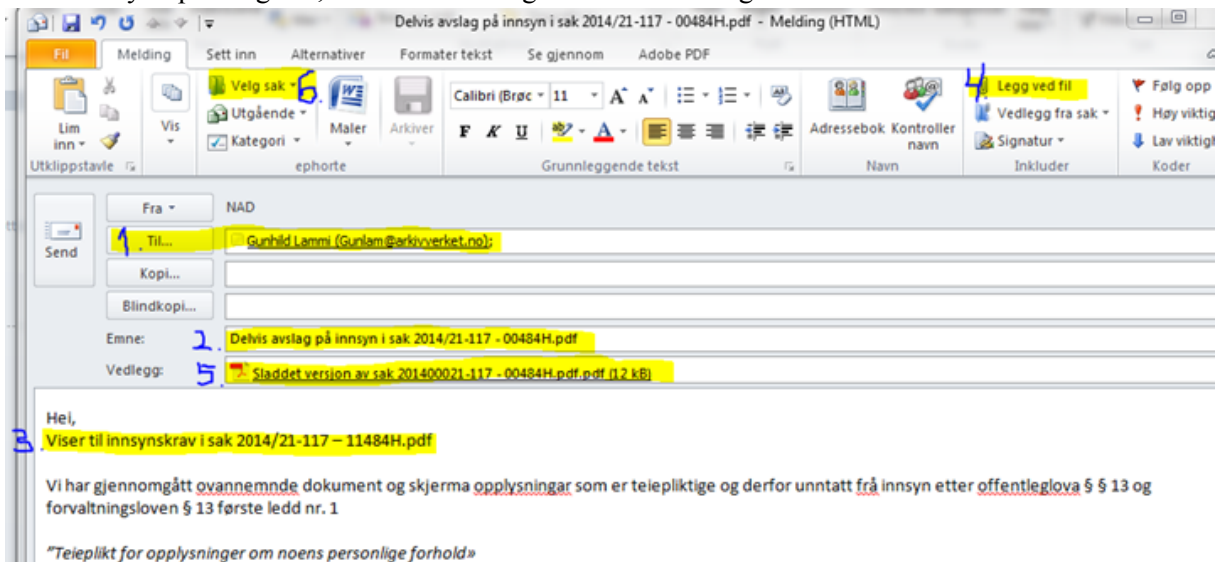 Delvis avslag på innsyn i sak 2014/21-117 - 00484H.pdf - Melding (HTML)
Fil Melding Sett inn Alternativer Formater tekst Se gjennom Adobe PDF
Lim inn
Vis
Utklippstavle
Velg sak 6.
Utgående
Kategori
Maler
Arkiver
ephorte
Calibri (Brøc 11
F K U
Grunnleggende tekst
Adressebok
Kontroller navn
Navn
4 Legg ved fil
Vedlegg fra sak
Signatur
Inkluder
Følg opp
Høy viktig
Lav viktigh
Koder
Send
Fra NAD
1. Til... Gunhild Lammi (Gunlam@arkivverket.no);
Kopi...
Blindkopi...
Emne: 2. Delvis avslag på innsyn i sak 2014/21-117 - 00484H.pdf
Vedlegg: 5. Sladdet versjon av sak 201400021-117 - 00484H.pdf.pdf (12 kB)
Hei,
3. Viser til innsynskrav i sak 2014/21-117 – 11484H.pdf
Vi har gjennomgått ovannemnde dokument og skjerma opplysningar som er teiepliktige og derfor unntatt frå innsyn etter offentleglova § § 13 og
forvaltningsloven § 13 første ledd nr. 1
"Teieplikt for opplysninger om noens personlige forhold»